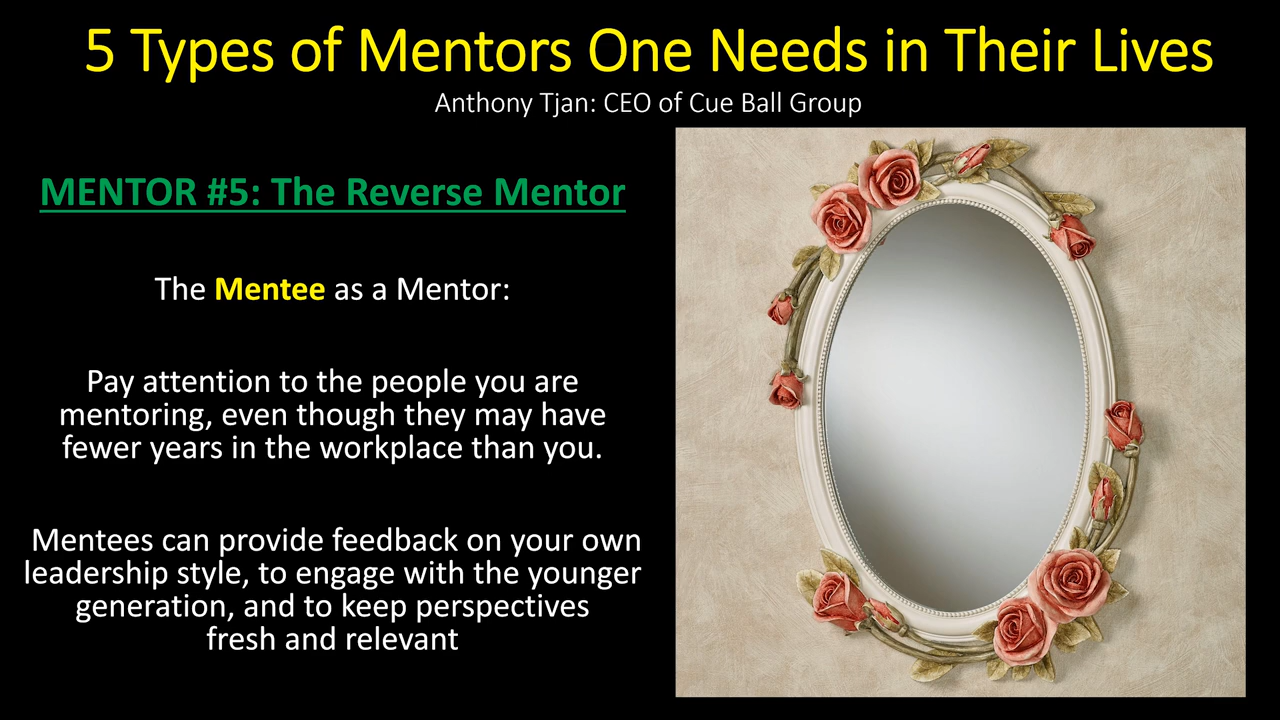 5 Types of Mentors One Needs in Their Lives
Anthony Tjan: CEO of Cue Ball Group
MENTOR #5: The Reverse Mentor
The Mentee as a Mentor:
Pay attention to the people you are
mentoring, even though they may have
fewer years in the workplace than you.
Mentees can provide feedback on your own
leadership style, to engage with the younger
generation, and to keep perspectives
fresh and relevant